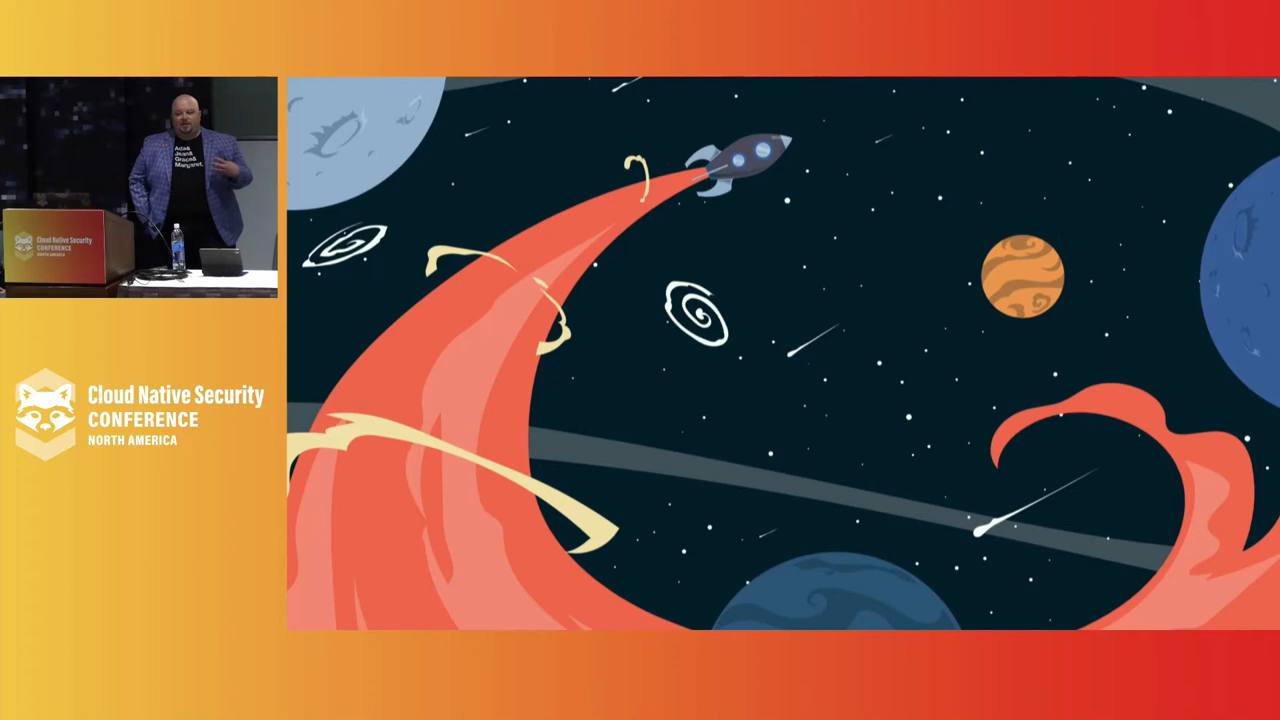 Ada&
Jean&
Grace&
Margaret.
Cloud Native Security
CONFERENCE
NORTH AMERICA
Cloud Native Security
CONFERENCE
NORTH AMERICA